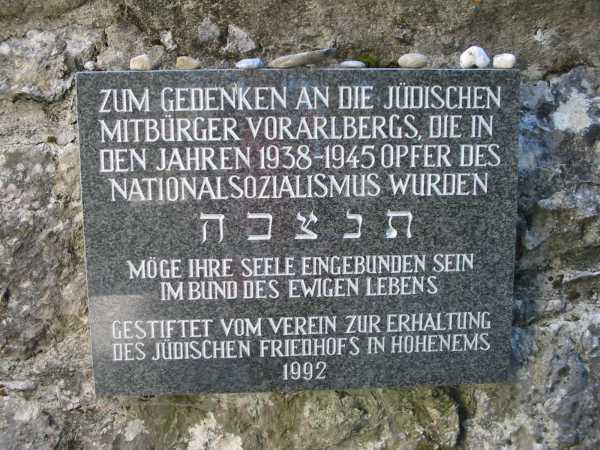 ZUM GEDENKEN AN DIE JÜDISCHEN
MITBÜRGER VORARLBERGS, DIE IN
DEN JAHREN 1938-1945 OPFER DES
NATIONALSOZIALISMUS WURDEN
תנצבה
MÖGE IHRE SEELE EINGEBUNDEN SEIN
IM BUND DES EWIGEN LEBENS
GESTIFTET VOM VEREIN ZUR ERHALTUNG
DES JÜDISCHEN FRIEDHOFS IN HOHENEMS
1992